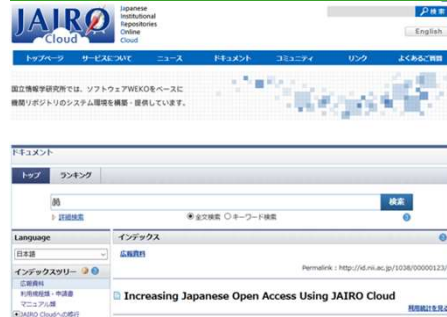 JAIRO
Cloud
Japanese
Institutional
Repositories
Online
Cloud
検索
English
トップページ サービスについて ニュース ドキュメント コミュニティ リンク よくあるご質問
国立情報学研究所では、ソフトウェアWEKOをベースに
機関リポジトリのシステム環境を構築・提供しています。
ドキュメント
トップ ランキング
検索
詳細検索 全文検索 キーワード検索
Language
日本語
インデックスツリー
広報資料
利用規程類・申請書
マニュアル類
JAIRO Cloudへの移行
インデックス
広報資料
Permalink : http://id.nii.ac.jp/1038/00000123/
Increasing Japanese Open Access Using JAIRO Cloud
利用統計を見る